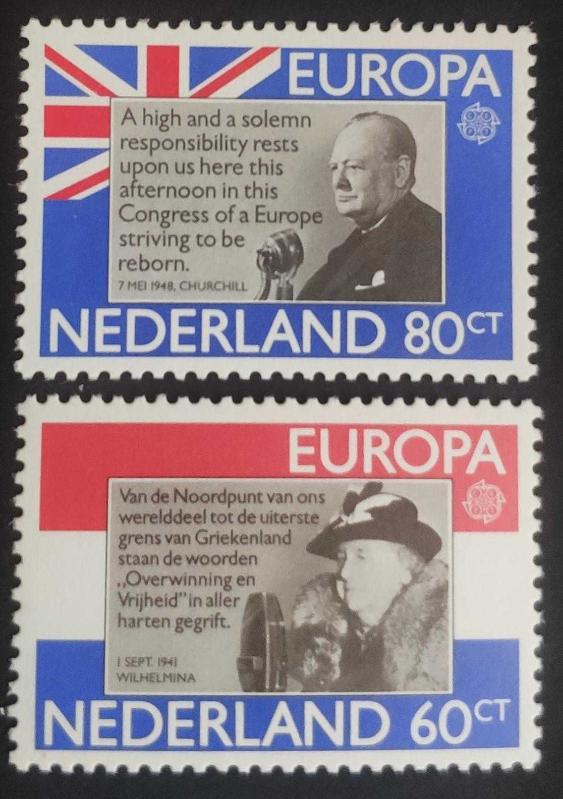 EUROPA
A high and a solemn
responsibility rests
upon us here this
afternoon in this
Congress of a Europe
striving to be
reborn.
7 MEI 1948, CHURCHILL
NEDERLAND 80CT
EUROPA
Van de Noordpunt van ons
werelddeel tot de uiterste
grens van Griekenland
staan de woorden
„Overwinning en
Vrijheid” in aller
harten gegrift.
1 SEPT. 1941
WILHELMINA
NEDERLAND 60CT